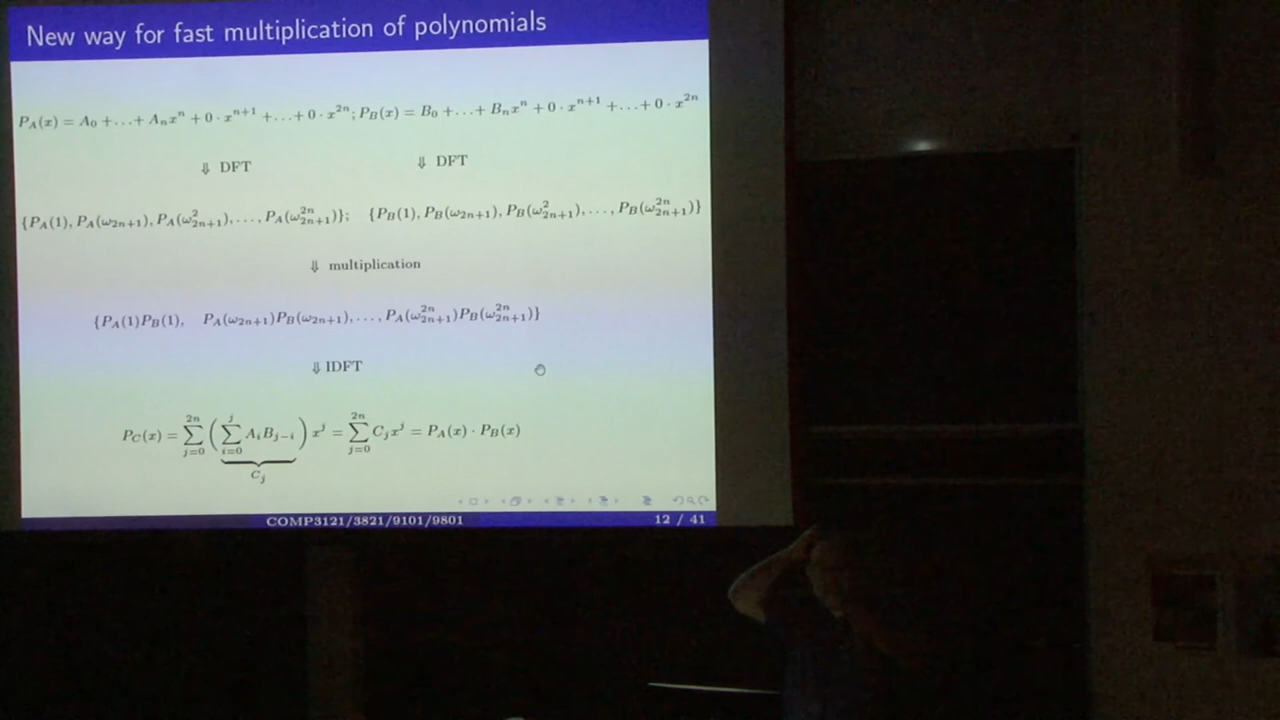 New way for fast multiplication of polynomials
P_A(x) = A_0 + ... + A_n x^n + 0 · x^{n+1} + ... + 0 · x^{2n}; P_B(x) = B_0 + ... + B_n x^n + 0 · x^{n+1} + ... + 0 · x^{2n}
⇓ DFT ⇓ DFT
{P_A(1), P_A(ω_{2n+1}), P_A(ω^2_{2n+1}), ..., P_A(ω^{2n}_{2n+1})}; {P_B(1), P_B(ω_{2n+1}), P_B(ω^2_{2n+1}), ..., P_B(ω^{2n}_{2n+1})}
⇓ multiplication
{P_A(1)P_B(1), P_A(ω_{2n+1})P_B(ω_{2n+1}), ..., P_A(ω^{2n}_{2n+1})P_B(ω^{2n}_{2n+1})}
⇓ IDFT
P_C(x) = \sum_{j=0}^{2n} ( \underbrace{\sum_{i=0}^{j} A_i B_{j-i}}_{C_j} ) x^j = \sum_{j=0}^{2n} C_j x^j = P_A(x) · P_B(x)
COMP3121/3821/9101/9801 12 / 41